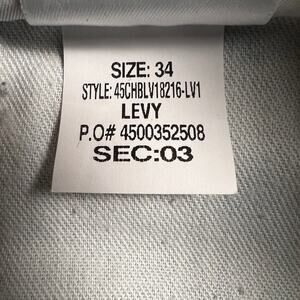 SIZE: 34
STYLE: 45CHBLV18216-LV1
LEVY
P.O# 4500352508
SEC:03